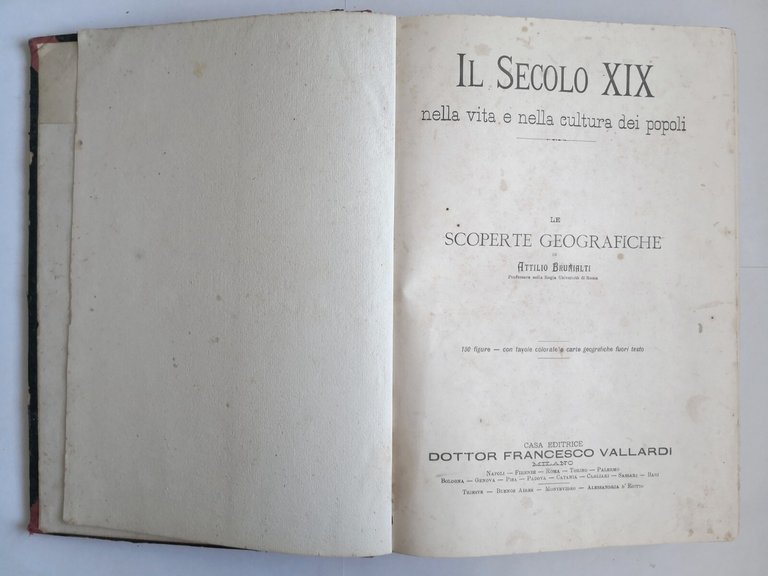 IL SECOLO XIX
nella vita e nella cultura dei popoli
LE
SCOPERTE GEOGRAFICHE
DI
ATTILIO BRUNIALTI
Professore nella Regia Università di Roma
150 figure — con tavole colorate e carte geografiche fuori testo
CASA EDITRICE
DOTTOR FRANCESCO VALLARDI
MILANO
NAPOLI — FIRENZE — ROMA — TORINO — PALERMO
BOLOGNA — GENOVA — PISA — PADOVA — CATANIA — CAGLIARI — SASSARI — BARI
TRIESTE — BUENOS AIRES — MONTEVIDEO — ALESSANDRIA D'EGITTO